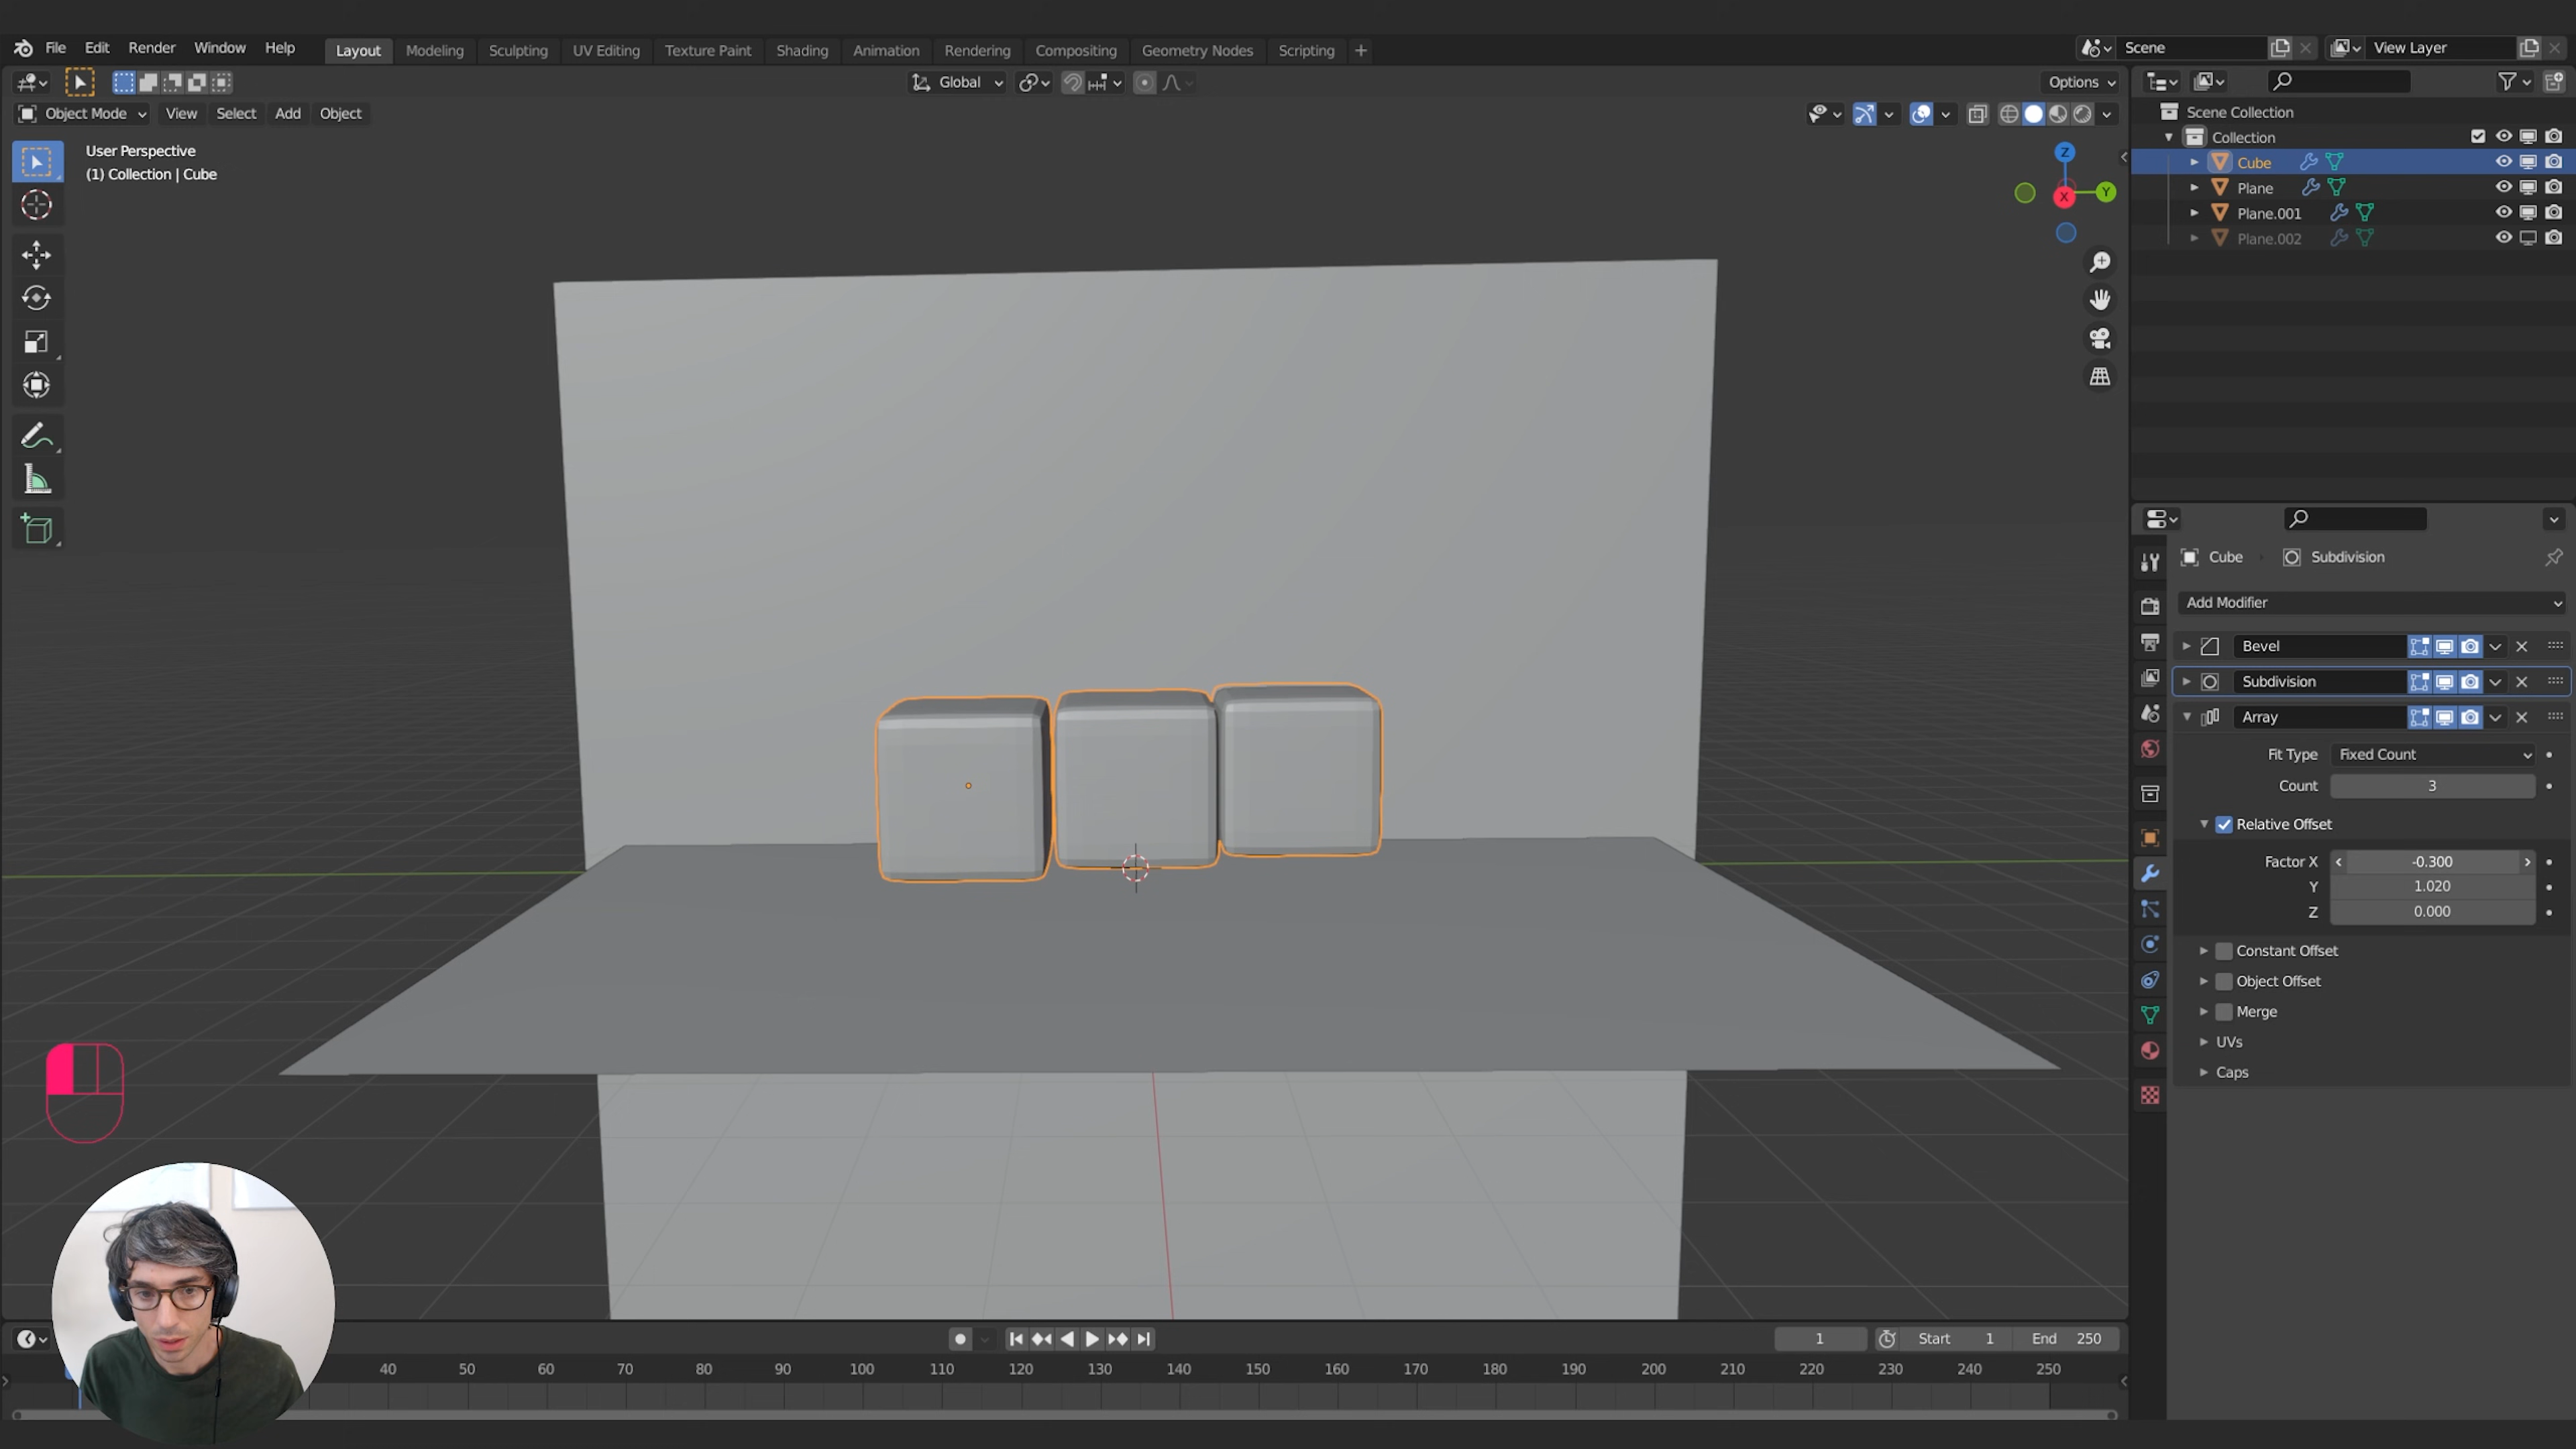 File Edit Render Window Help Layout Modeling Sculpting UV Editing Texture Paint Shading Animation Rendering Compositing Geometry Nodes Scripting + Scene View Layer
Global Options
Object Mode View Select Add Object
User Perspective
(1) Collection | Cube
Z
Y
X
Scene Collection
Collection
Cube
Plane
Plane.001
Plane.002
Cube Subdivision
Add Modifier
Bevel
Subdivision
Array
Fit Type Fixed Count
Count 3
Relative Offset
Factor X -0.300
Y 1.020
Z 0.000
Constant Offset
Object Offset
Merge
UVs
Caps
1 Start 1 End 250
40 50 60 70 80 90 100 110 120 130 140 150 160 170 180 190 200 210 220 230 240 250